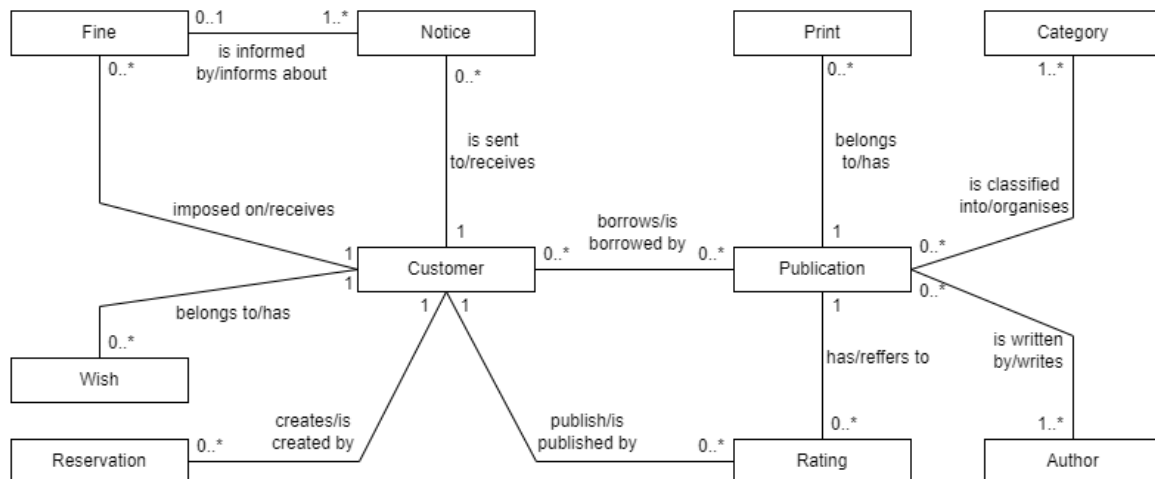 Fine
0..1
1..*
Notice
Print
Category
is informed
by/informs about
0..*
0..*
0..*
1..*
is sent
to/receives
belongs
to/has
is classified
into/organises
imposed on/receives
borrows/is
borrowed by
1
1
1
0..*
Customer
0..*
0..*
Publication
1
0..*
belongs to/has
1
1
1
0..*
is written
by/writes
0..*
has/reffers to
Wish
creates/is
created by
publish/is
published by
0..*
0..*
0..*
1..*
Reservation
Rating
Author